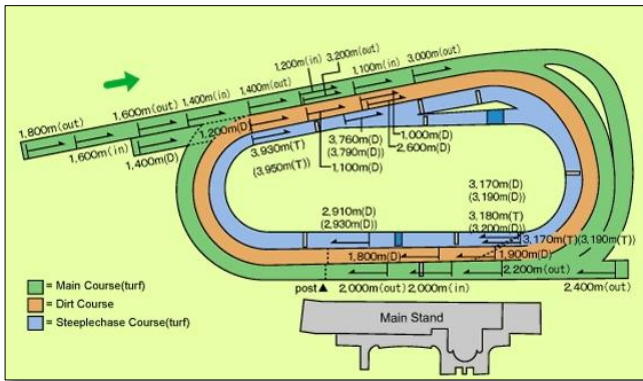 1,200m(in)
3,200m(out)
1,100m(in)
3,000m(out)
1,400m(out)
1,400m(in)
1,600m(out)
1,800m(out)
1,600m(in)
1,400m(D)
1,200m(D)
3,930m(T)
(3,950m(T))
1,100m(D)
3,760m(D)
(3,790m(D))
1,000m(D)
2,600m(D)
3,170m(D)
(3,190m(D))
2,910m(D)
(2,930m(D))
3,180m(T)
(3,200m(D))
3,170m(T)(3,190m(T))
1,800m(D)
1,900m(D)
2,200m(out)
post▲
2,000m(out)
2,000m(in)
2,400m(out)
= Main Course(turf)
= Dirt Course
= Steeplechase Course(turf)
Main Stand